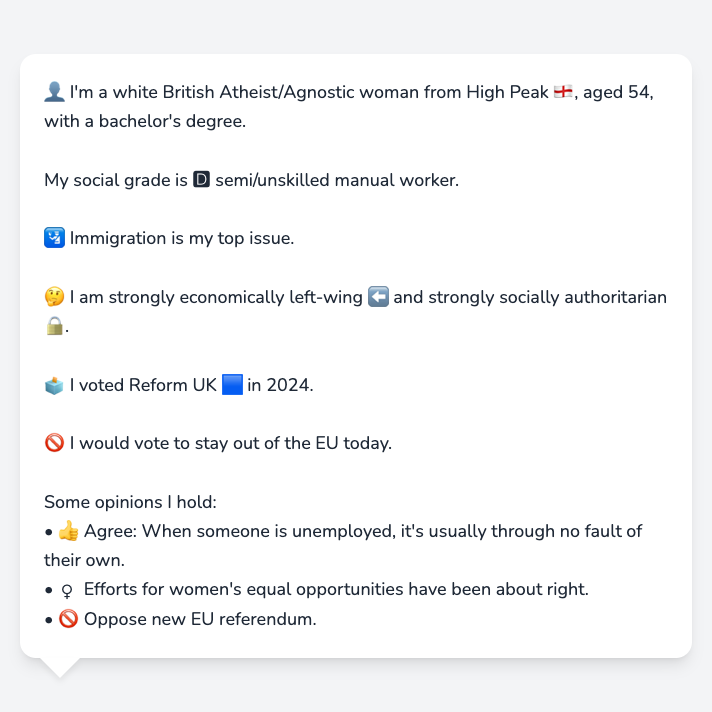 👤 I'm a white British Atheist/Agnostic woman from High Peak 🏴󠁧󠁢󠁥󠁮󠁧󠁿, aged 54,
with a bachelor's degree.
My social grade is 🅳 semi/unskilled manual worker.
🛂 Immigration is my top issue.
🤔 I am strongly economically left-wing ⬅️ and strongly socially authoritarian
🔒.
🗳️ I voted Reform UK 🟦 in 2024.
🚫 I would vote to stay out of the EU today.
Some opinions I hold:
• 👍 Agree: When someone is unemployed, it's usually through no fault of
their own.
• ♀ Efforts for women's equal opportunities have been about right.
• 🚫 Oppose new EU referendum.